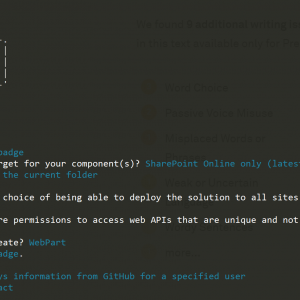 adge
rget for your component(s)? SharePoint Online only (latest
the current folder
choice of being able to deploy the solution to all sites
re permissions to access web APIs that are unique and not
eate? WebPart
adge.
ys information from GitHub for a specified user
act